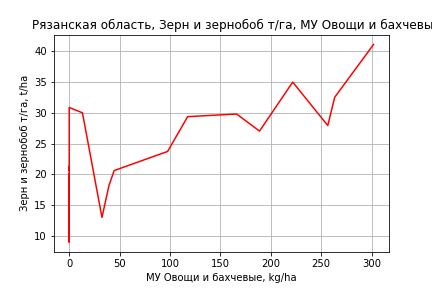 Рязанская область, Зерн и зернобоб т/га, МУ Овощи и бахчевы
40
35
30
25
20
15
10
Зерн и зернобоб т/га, t/ha
0 50 100 150 200 250 300
МУ Овощи и бахчевые, kg/ha